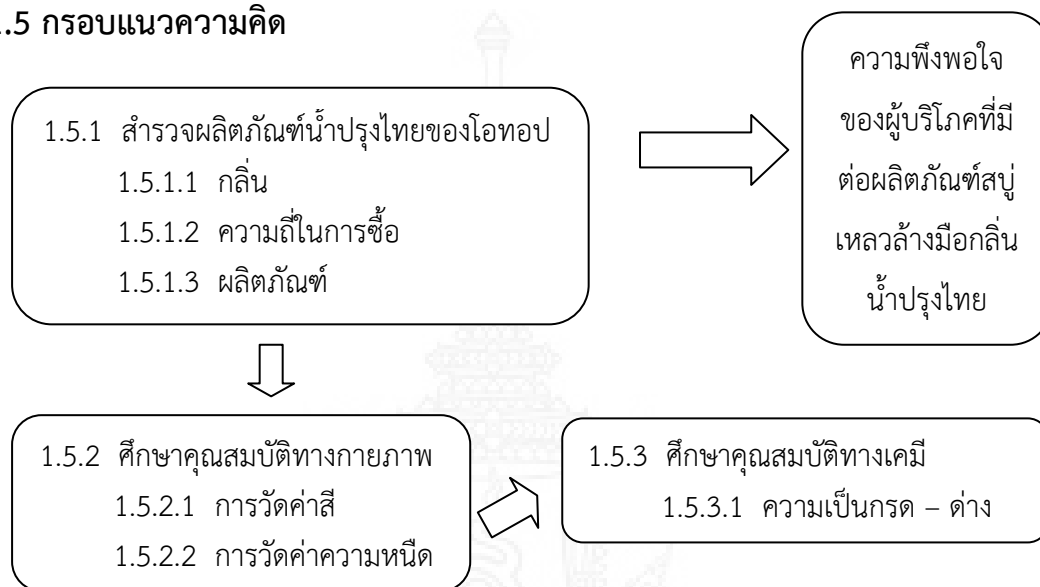 .5 กรอบแนวความคิด
1.5.1 สำรวจผลิตภัณฑ์น้ำปรุงไทยของโอทอป
1.5.1.1 กลิ่น
1.5.1.2 ความถี่ในการซื้อ
1.5.1.3 ผลิตภัณฑ์
ความพึงพอใจ
ของผู้บริโภคที่มี
ต่อผลิตภัณฑ์สบู่
เหลวล้างมือกลิ่น
น้ำปรุงไทย
1.5.2 ศึกษาคุณสมบัติทางกายภาพ
1.5.2.1 การวัดค่าสี
1.5.2.2 การวัดค่าความหนืด
1.5.3 ศึกษาคุณสมบัติทางเคมี
1.5.3.1 ความเป็นกรด – ด่าง